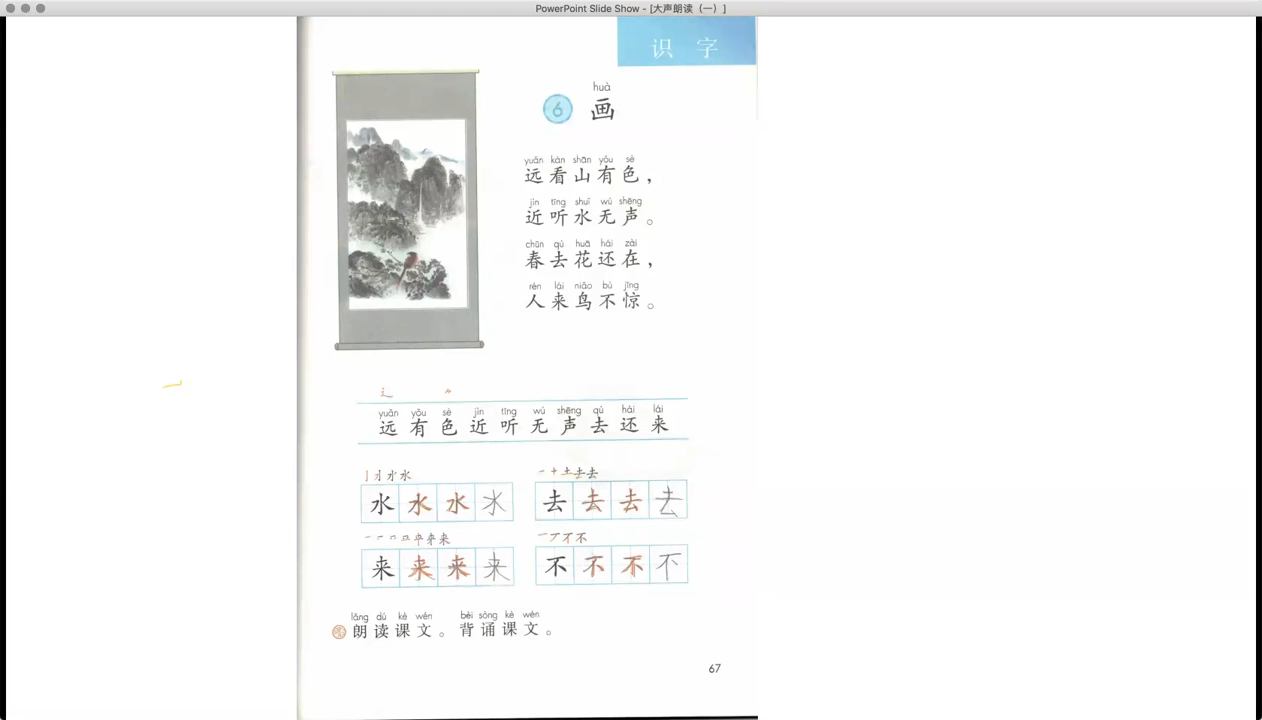 PowerPoint Slide Show - [大声朗读（一）]
识 字
huà
6 画
yuǎn kàn shān yǒu sè
远看山有色，
jìn tīng shuǐ wú shēng
近听水无声。
chūn qù huā hái zài
春去花还在，
rén lái niǎo bù jīng
人来鸟不惊。
辶 ⺈
yuǎn yǒu sè jìn tīng wú shēng qù hái lái
远 有 色 近 听 无 声 去 还 来
水 水 水 水
去 去 去 去
来 来 来 来
不 不 不 不
lǎng dú kè wén bèi sòng kè wén
朗读课文。背诵课文。
67